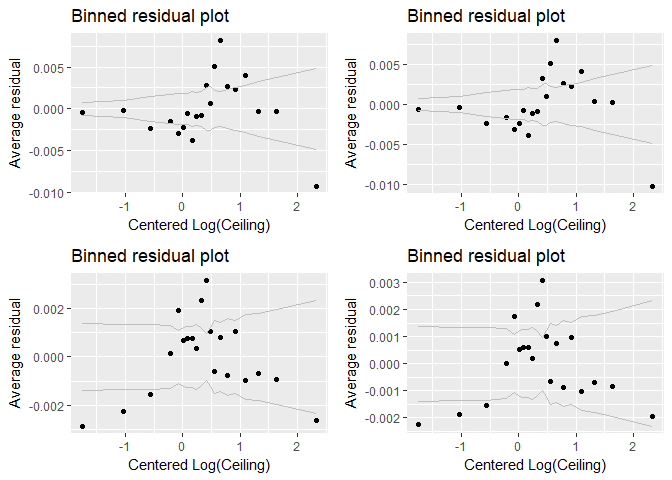 Binned residual plot
Average residual
0.005
0.000
-0.005
-0.010
-1
0
1
2
Centered Log(Ceiling)
Binned residual plot
Average residual
0.005
0.000
-0.005
-0.010
-1
0
1
2
Centered Log(Ceiling)
Binned residual plot
Average residual
0.002
0.000
-0.002
-1
0
1
2
Centered Log(Ceiling)
Binned residual plot
Average residual
0.003
0.002
0.001
0.000
-0.001
-0.002
-1
0
1
2
Centered Log(Ceiling)